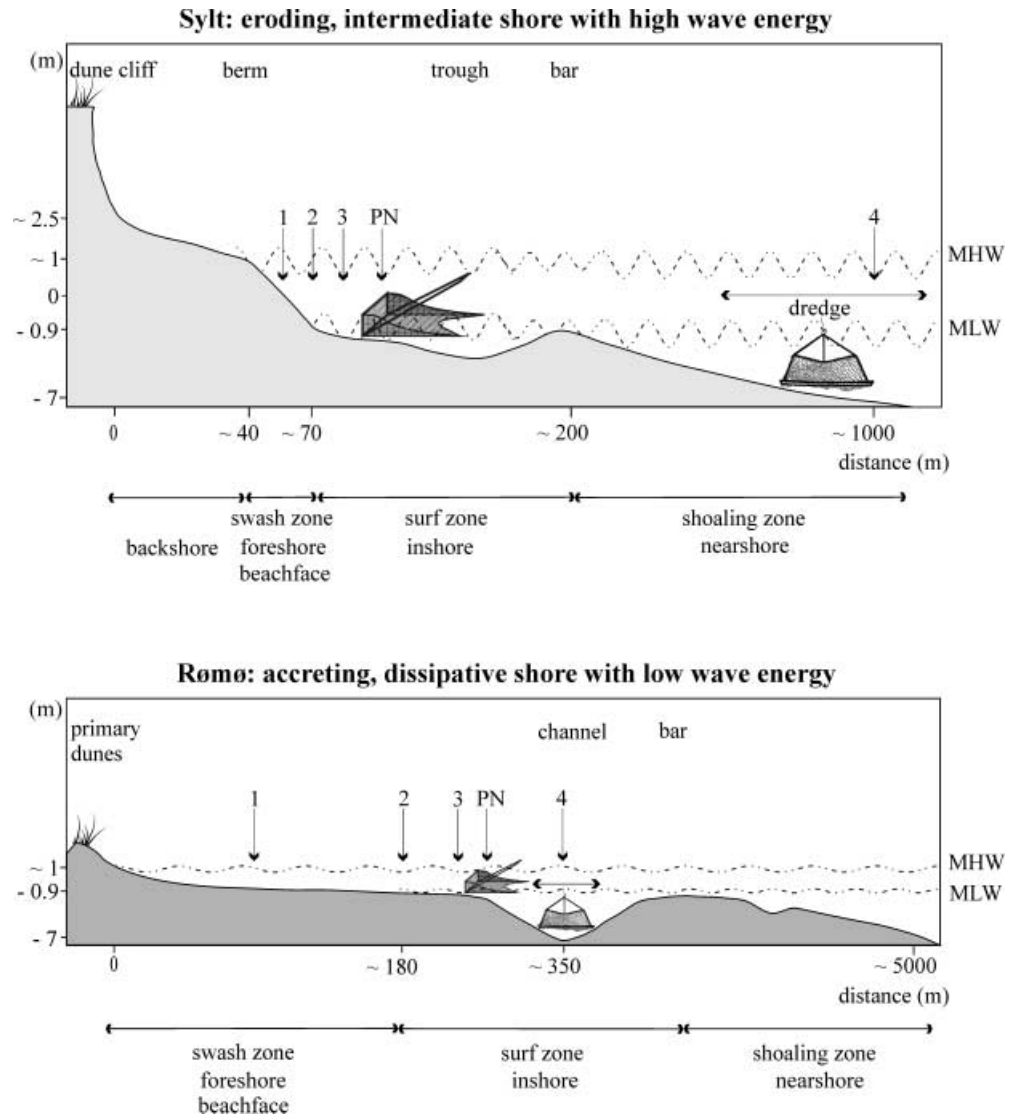 Sylt: eroding, intermediate shore with high wave energy
(m)
dune cliff berm trough bar
~ 2.5
1 2 3 PN 4
~ 1
MHW
0
dredge
- 0.9
MLW
- 7
0 ~ 40 ~ 70 ~ 200 ~ 1000
distance (m)
swash zone surf zone shoaling zone
backshore foreshore inshore nearshore
beachface
Rømø: accreting, dissipative shore with low wave energy
(m)
primary channel bar
dunes
1 2 3 PN 4
~ 1
MHW
- 0.9
MLW
- 7
0 ~ 180 ~ 350 ~ 5000
distance (m)
swash zone surf zone shoaling zone
foreshore inshore nearshore
beachface